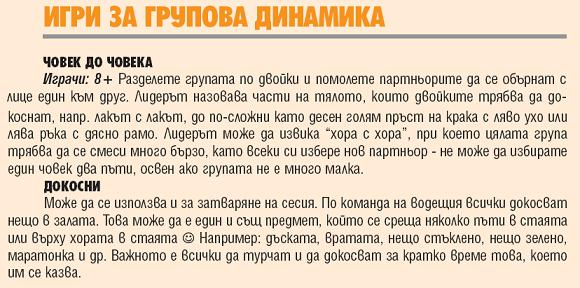 ИГРИ ЗА ГРУПОВА ДИНАМИКА
ЧОВЕК ДО ЧОВЕКА
Играчи: 8+ Разделете групата по двойки и помолете партньорите да се обърнат с
лице един към друг. Лидерът назовава части на тялото, които двойките трябва да до-
коснат, напр. лакът с лакът, до по-сложни като десен голям пръст на крака с ляво ухо или
лява ръка с дясно рамо. Лидерът може да извика "хора с хора", при което цялата група
трябва да се смеси много бързо, като всеки си избере нов партньор - не може да избирате
един човек два пъти, освен ако групата не е много малка.
ДОКОСНИ
Може да се използва и за затваряне на сесия. По команда на водещия всички докосват
нещо в залата. Това може да е един и същ предмет, който се среща няколко пъти в стаята
или върху хората в стаята ☺ Например: дъската, вратата, нещо стъклено, нещо зелено,
маратонка и др. Важното е всички да турчат и да докосват за кратко време това, което
им се казва.